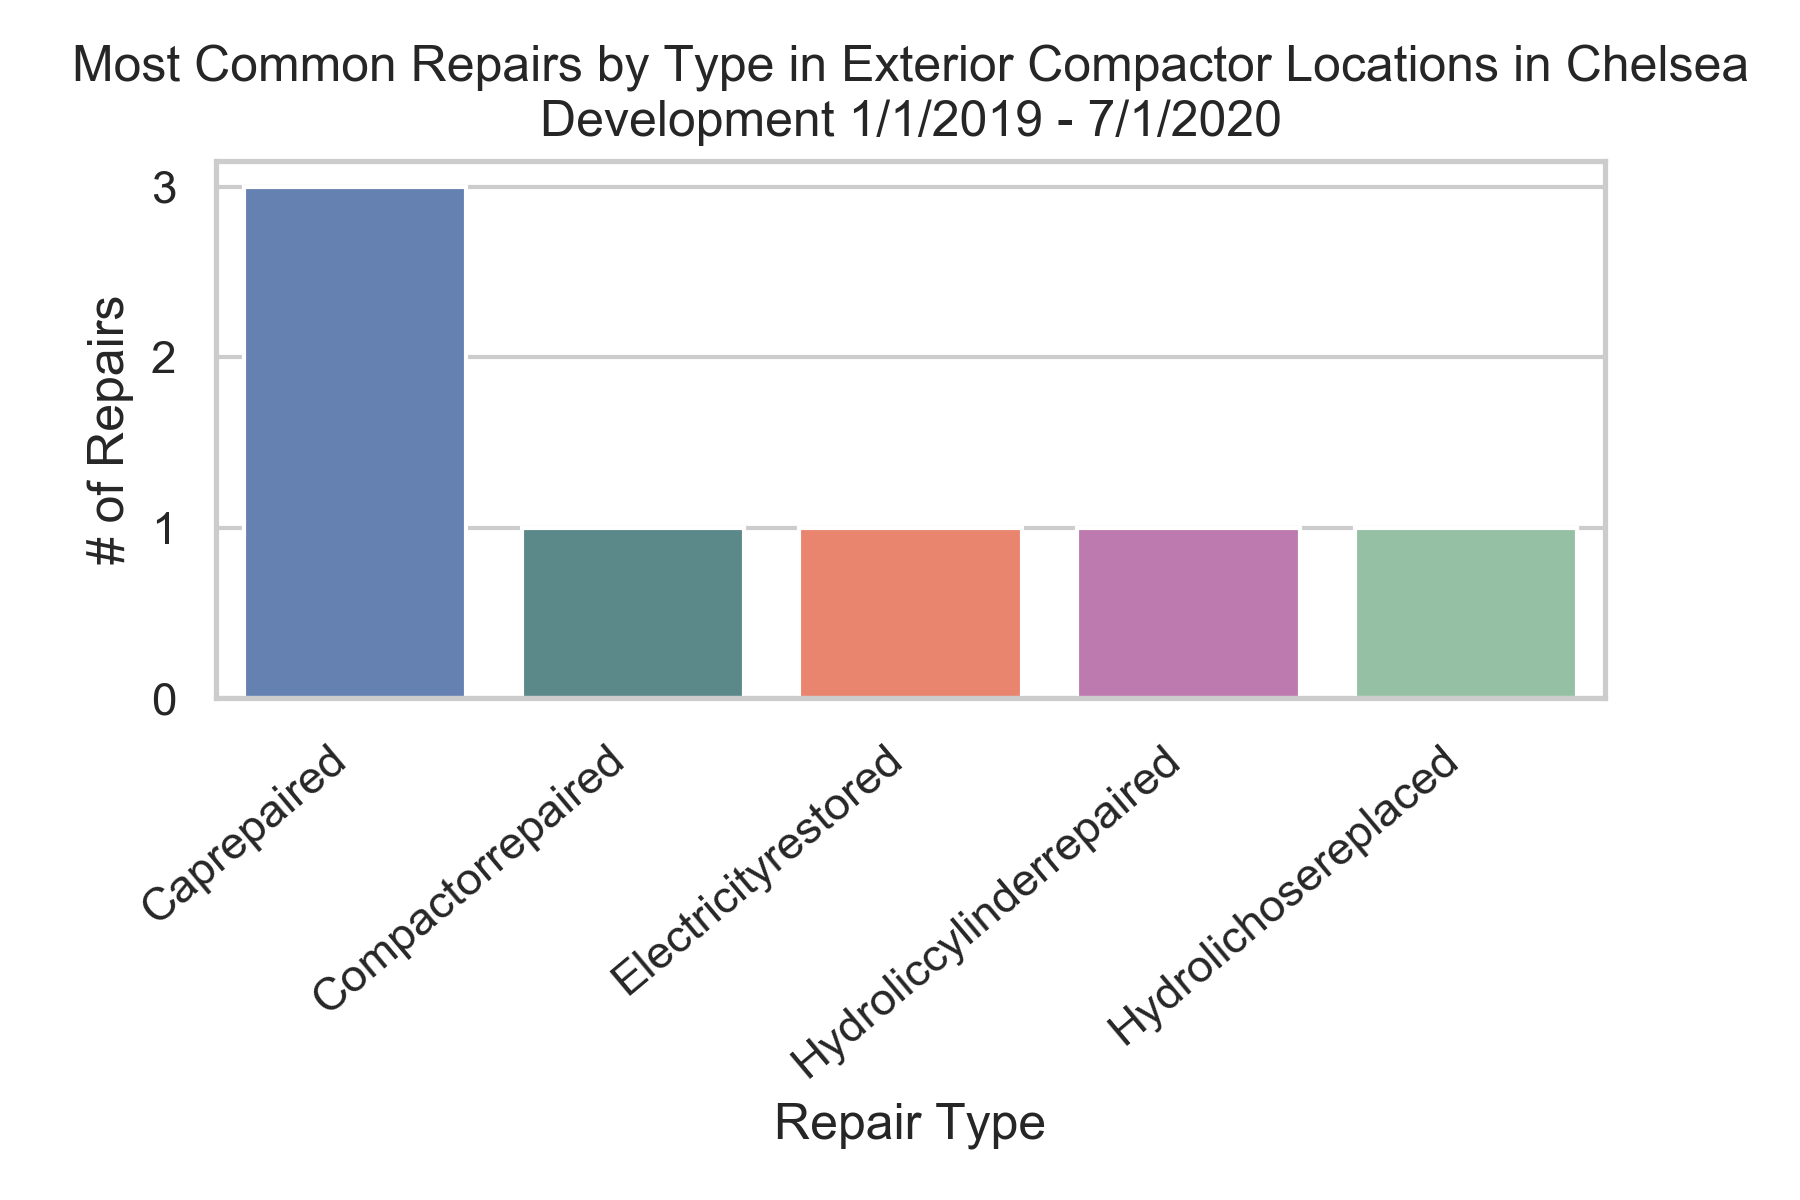 Most Common Repairs by Type in Exterior Compactor Locations in Chelsea
Development 1/1/2019 - 7/1/2020
# of Repairs
3
2
1
0
Caprepaired
Compactorrepaired
Electricityrestored
Hydroliccylinderrepaired
Hydrolichosereplaced
Repair Type